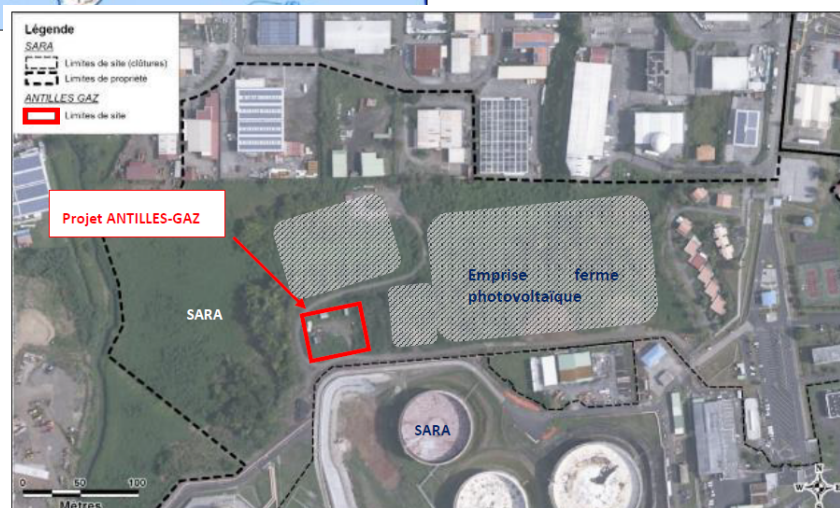 Légende
SARA
Limites de site (clôtures)
Limites de propriété
ANTILLES GAZ
Limites de site
Projet ANTILLES-GAZ
SARA
Emprise ferme
photovoltaïque
SARA
0 50 100
Metres
N
W E
S